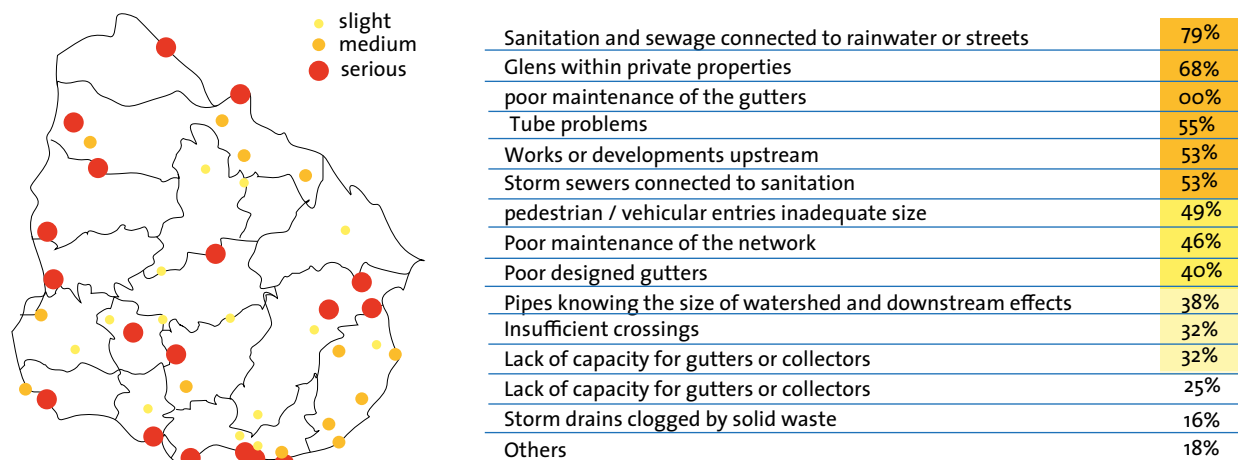 slight
medium
serious
Sanitation and sewage connected to rainwater or streets 79%
Glens within private properties 68%
poor maintenance of the gutters 00%
Tube problems 55%
Works or developments upstream 53%
Storm sewers connected to sanitation 53%
pedestrian / vehicular entries inadequate size 49%
Poor maintenance of the network 46%
Poor designed gutters 40%
Pipes knowing the size of watershed and downstream effects 38%
Insufficient crossings 32%
Lack of capacity for gutters or collectors 32%
Lack of capacity for gutters or collectors 25%
Storm drains clogged by solid waste 16%
Others 18%